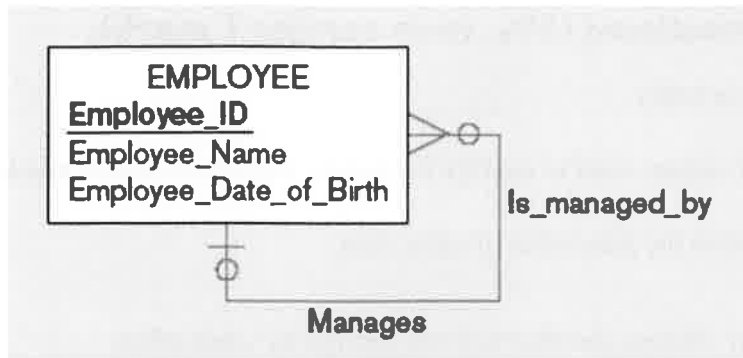 EMPLOYEE
Employee_ID
Employee_Name
Employee_Date_of_Birth
Is_managed_by
Manages